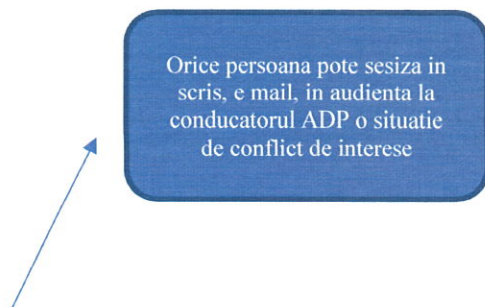 Orice persoana pote sesiza in
scris, e mail, in audienta la
conducatorul ADP o situatie
de conflict de interese